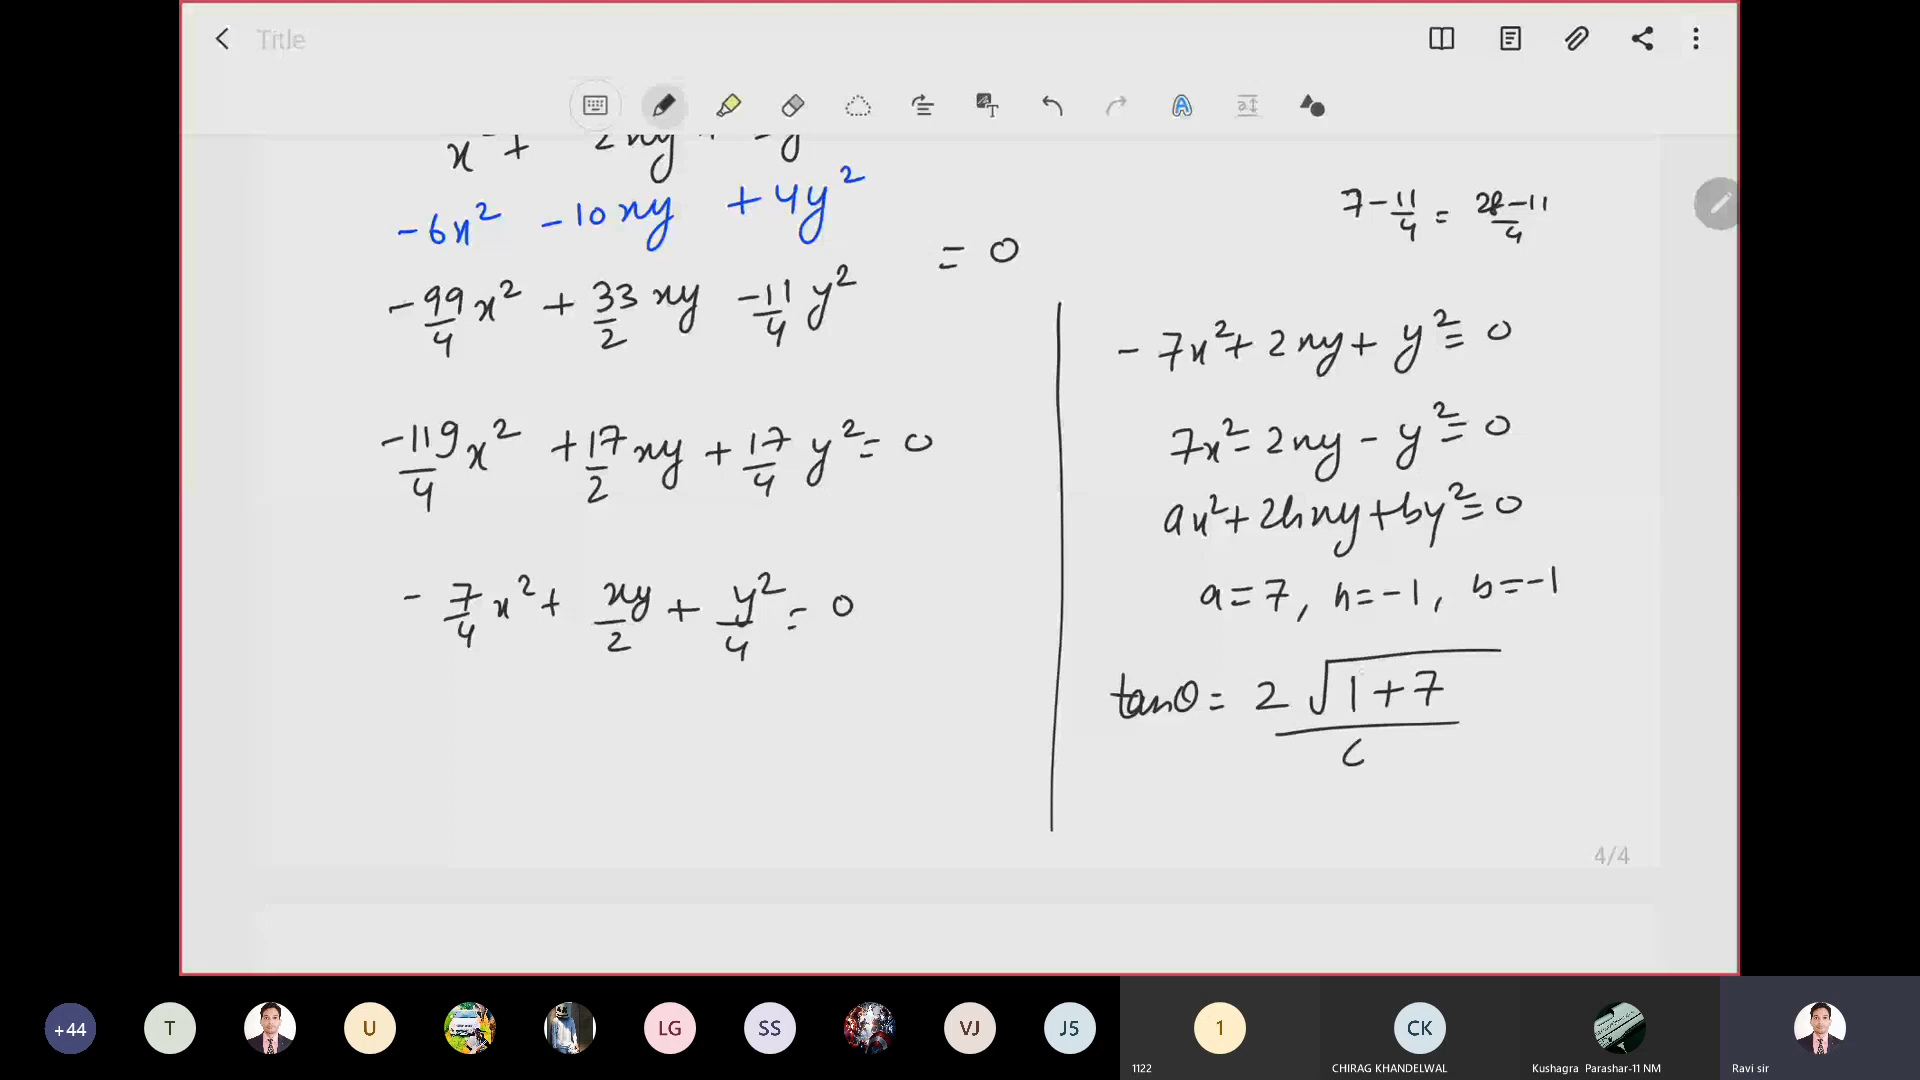 Title
-6x² -10xy +4y²
= 0
-99/4 x² + 33/2 xy -11/4 y²
-119/4 x² +17/2 xy + 17/4 y² = 0
- 7/4 x² + xy/2 + y²/4 = 0
7 - 11/4 = 28-11/4
- 7x² + 2xy + y² = 0
7x² = 2xy - y² = 0
ax² + 2hxy + by² = 0
a = 7, h = -1, b = -1
tanθ = 2 √1+7 / 6
4/4
+44 T U LG SS VJ J5 1 CK
1122 CHIRAG KHANDELWAL Kushagra Parashar-11 NM Ravi sir